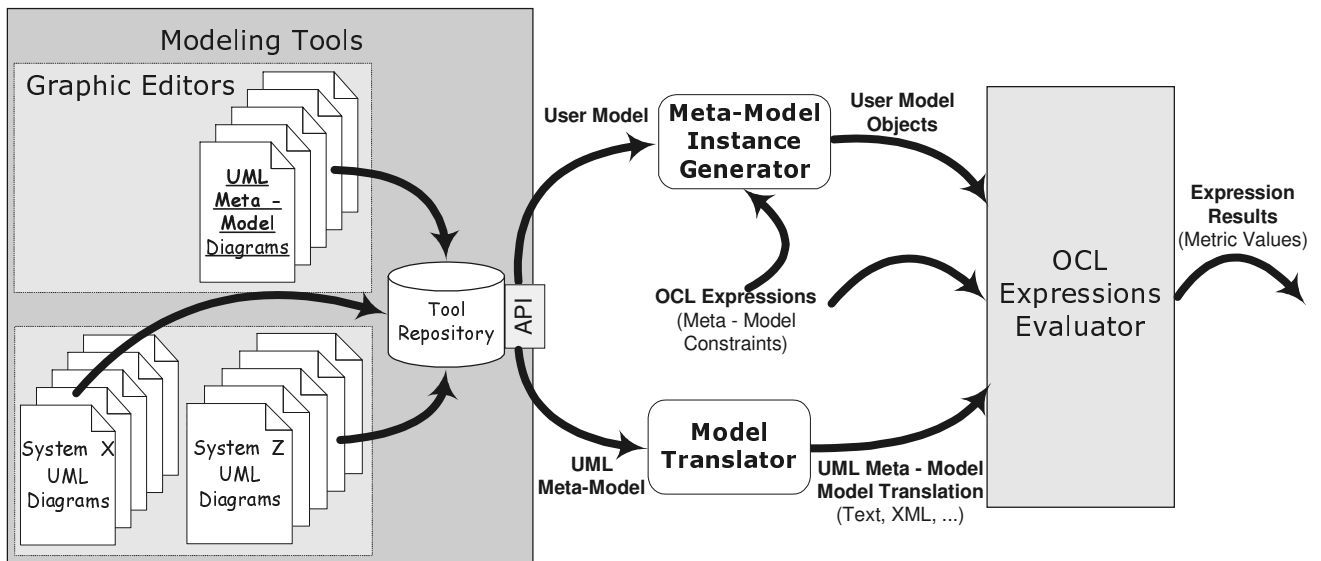 Modeling Tools
Graphic Editors
UML
Meta -
Model
Diagrams
Tool
Repository
API
System X
UML
Diagrams
System Z
UML
Diagrams
User Model
Meta-Model
Instance
Generator
User Model
Objects
OCL Expressions
(Meta - Model
Constraints)
UML
Meta-Model
Model
Translator
UML Meta - Model
Model Translation
(Text, XML, ...)
OCL
Expressions
Evaluator
Expression
Results
(Metric Values)